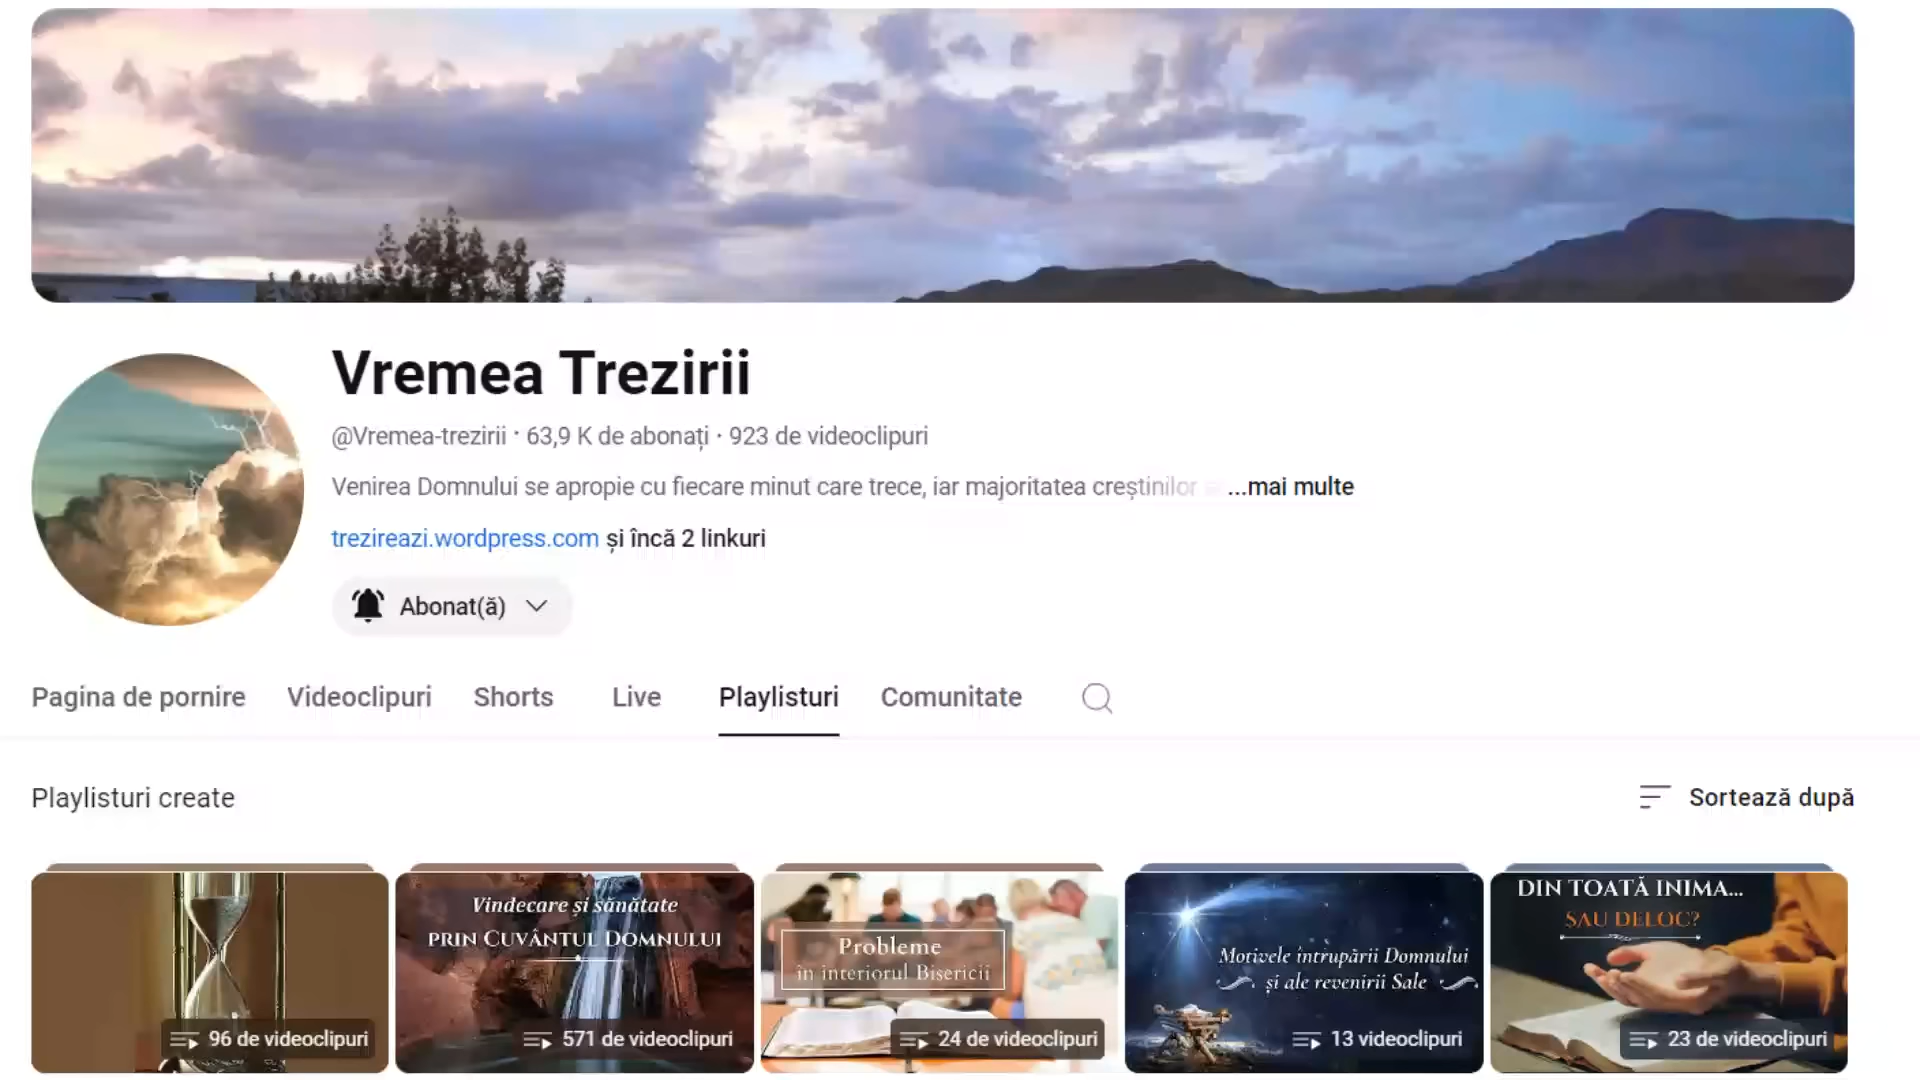 Vremea Trezirii
@Vremea-trezirii · 63,9 K de abonați · 923 de videoclipuri
Venirea Domnului se apropie cu fiecare minut care trece, iar majoritatea creștinilor ...mai multe
trezireazi.wordpress.com și încă 2 linkuri
Abonat(ă)
Pagina de pornire Videoclipuri Shorts Live Playlisturi Comunitate
Playlisturi create
Sortează după
96 de videoclipuri
Vindecare și sănătate
PRIN CUVÂNTUL DOMNULUI
571 de videoclipuri
Probleme
în interiorul Bisericii
24 de videoclipuri
Motivele întrupării Domnului
și ale revenirii Sale
13 videoclipuri
DIN TOATĂ INIMA...
SAU DELOC?
23 de videoclipuri